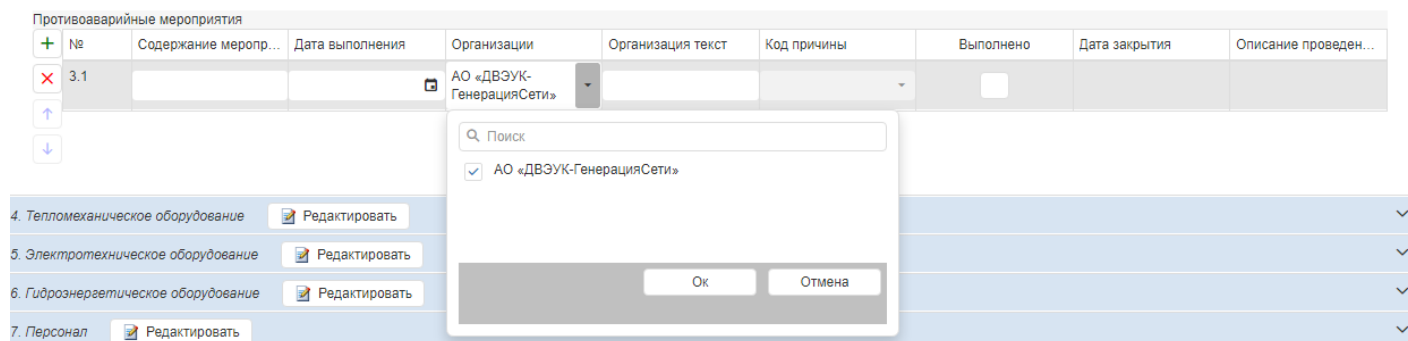 Противоаварийные мероприятия
№ Содержание меропр... Дата выполнения Организации Организация текст Код причины Выполнено Дата закрытия Описание проведен...
3.1 АО «ДВЭУК-
ГенерацияСети»
Поиск
АО «ДВЭУК-ГенерацияСети»
4. Тепломеханическое оборудование Редактировать
5. Электротехническое оборудование Редактировать
Ок Отмена
6. Гидроэнергетическое оборудование Редактировать
7. Персонал Редактировать